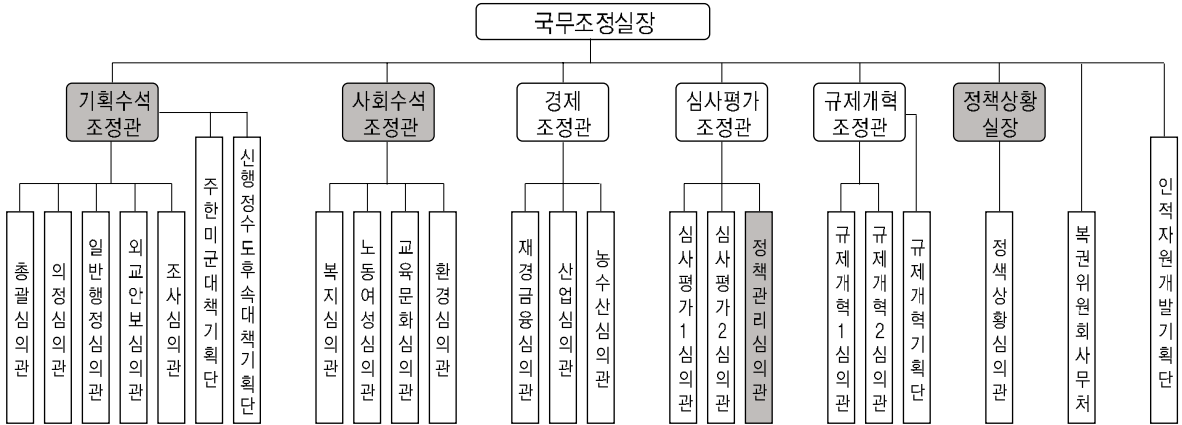 국무조정실장
기획수석
조정관
사회수석
조정관
경제
조정관
심사평가
조정관
규제개혁
조정관
정책상황
실장
총괄심의관
의정심의관
일반행정심의관
외교안보심의관
조사심의관
주한미군대책기획단
신행정수도후속대책기획단
복지심의관
노동여성심의관
교육문화심의관
환경심의관
재경금융심의관
산업심의관
농수산심의관
심사평가1심의관
심사평가2심의관
정책관리심의관
규제개혁1심의관
규제개혁2심의관
규제개혁기획단
정색상황심의관
복권위원회사무처
인적자원개발기획단